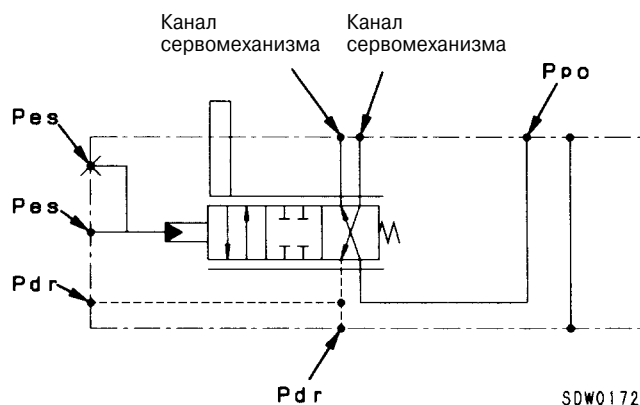 Канал
сервомеханизма
Канал
сервомеханизма
Ppo
Pes
Pes
Pdr
Pdr
SDW0172